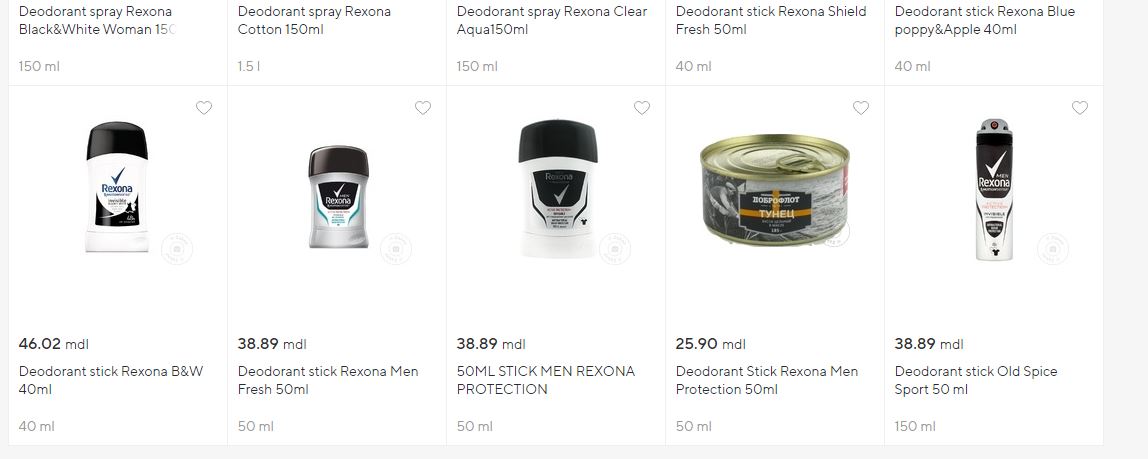 Deodorant spray Rexona
Black&White Woman 150
150 ml
Deodorant spray Rexona
Cotton 150ml
1.5 l
Deodorant spray Rexona Clear
Aqua150ml
150 ml
Deodorant stick Rexona Shield
Fresh 50ml
40 ml
Deodorant stick Rexona Blue
poppy&Apple 40ml
40 ml
Rexona
invisible
46.02 mdl
Deodorant stick Rexona B&W
40ml
40 ml
MEN
Rexona
38.89 mdl
Deodorant stick Rexona Men
Fresh 50ml
50 ml
Rexona
38.89 mdl
50ML STICK MEN REXONA
PROTECTION
50 ml
ДОБРОФЛОТ
ТУНЕЦ
25.90 mdl
Deodorant Stick Rexona Men
Protection 50ml
50 ml
MEN
Rexona
INVISIBLE
38.89 mdl
Deodorant stick Old Spice
Sport 50 ml
150 ml